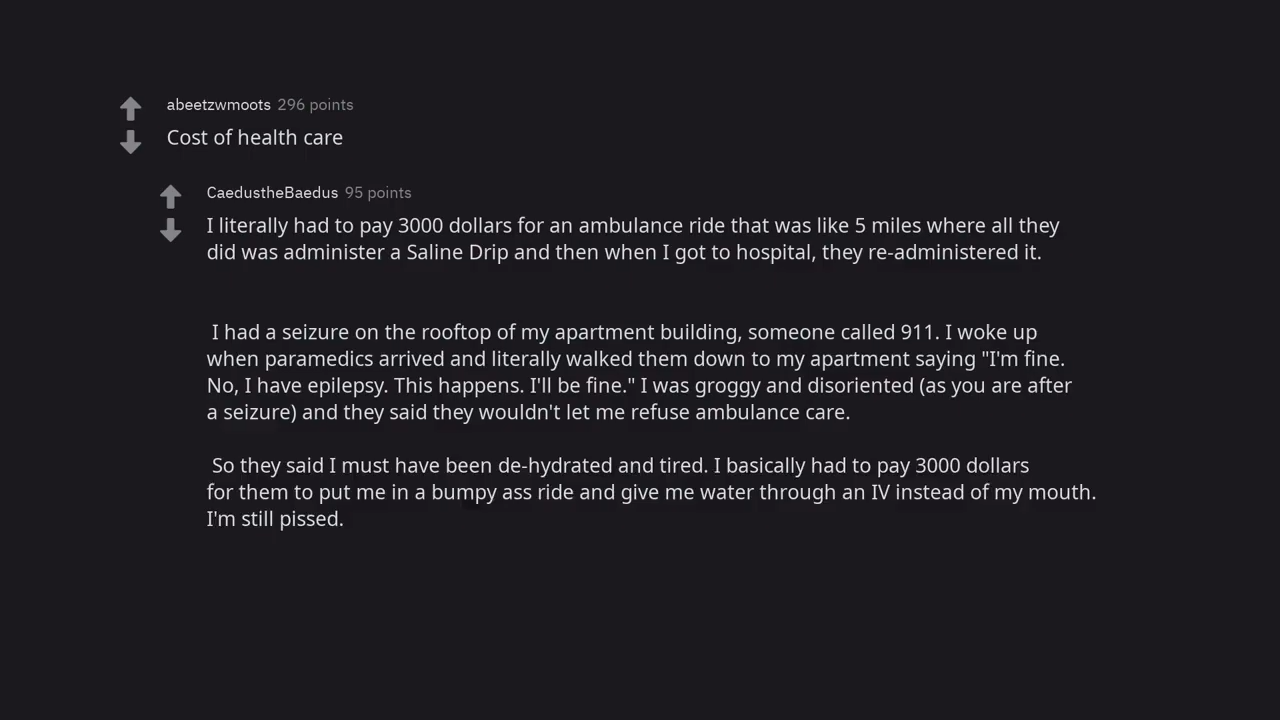 abeetzwmoots 296 points
Cost of health care
CaedustheBaedus 95 points
I literally had to pay 3000 dollars for an ambulance ride that was like 5 miles where all they
did was administer a Saline Drip and then when I got to hospital, they re-administered it.
I had a seizure on the rooftop of my apartment building, someone called 911. I woke up
when paramedics arrived and literally walked them down to my apartment saying "I'm fine.
No, I have epilepsy. This happens. I'll be fine." I was groggy and disoriented (as you are after
a seizure) and they said they wouldn't let me refuse ambulance care.
So they said I must have been de-hydrated and tired. I basically had to pay 3000 dollars
for them to put me in a bumpy ass ride and give me water through an IV instead of my mouth.
I'm still pissed.